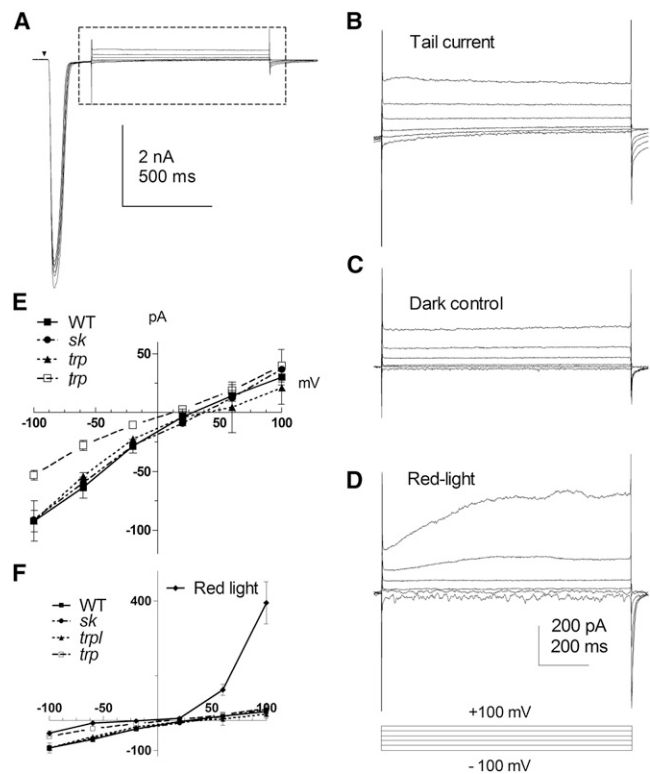 A
2 nA
500 ms
B
Tail current
C
Dark control
D
Red-light
200 pA
200 ms
+100 mV
- 100 mV
E
WT
sk
trp
trp
pA
mV
50
-50
-100
-100
-50
50
100
F
WT
sk
trpl
trp
Red light
400
-100
-50
50
100
-100